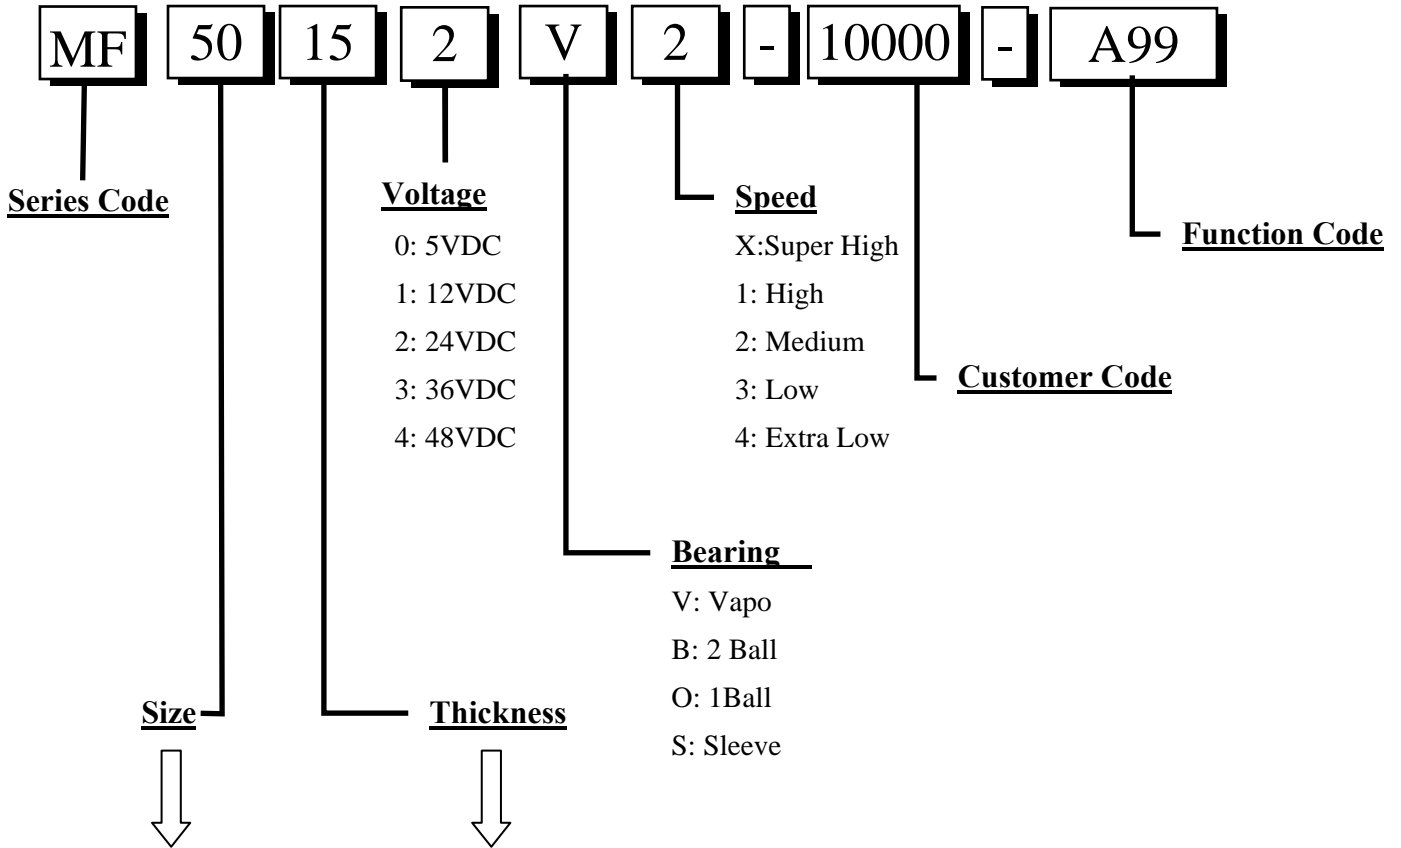 MF 50 15 2 V 2 - 10000 - A99
Series Code
Voltage
0: 5VDC
1: 12VDC
2: 24VDC
3: 36VDC
4: 48VDC
Speed
X:Super High
1: High
2: Medium
3: Low
4: Extra Low
Function Code
Customer Code
Bearing
V: Vapo
B: 2 Ball
O: 1Ball
S: Sleeve
Size
Thickness